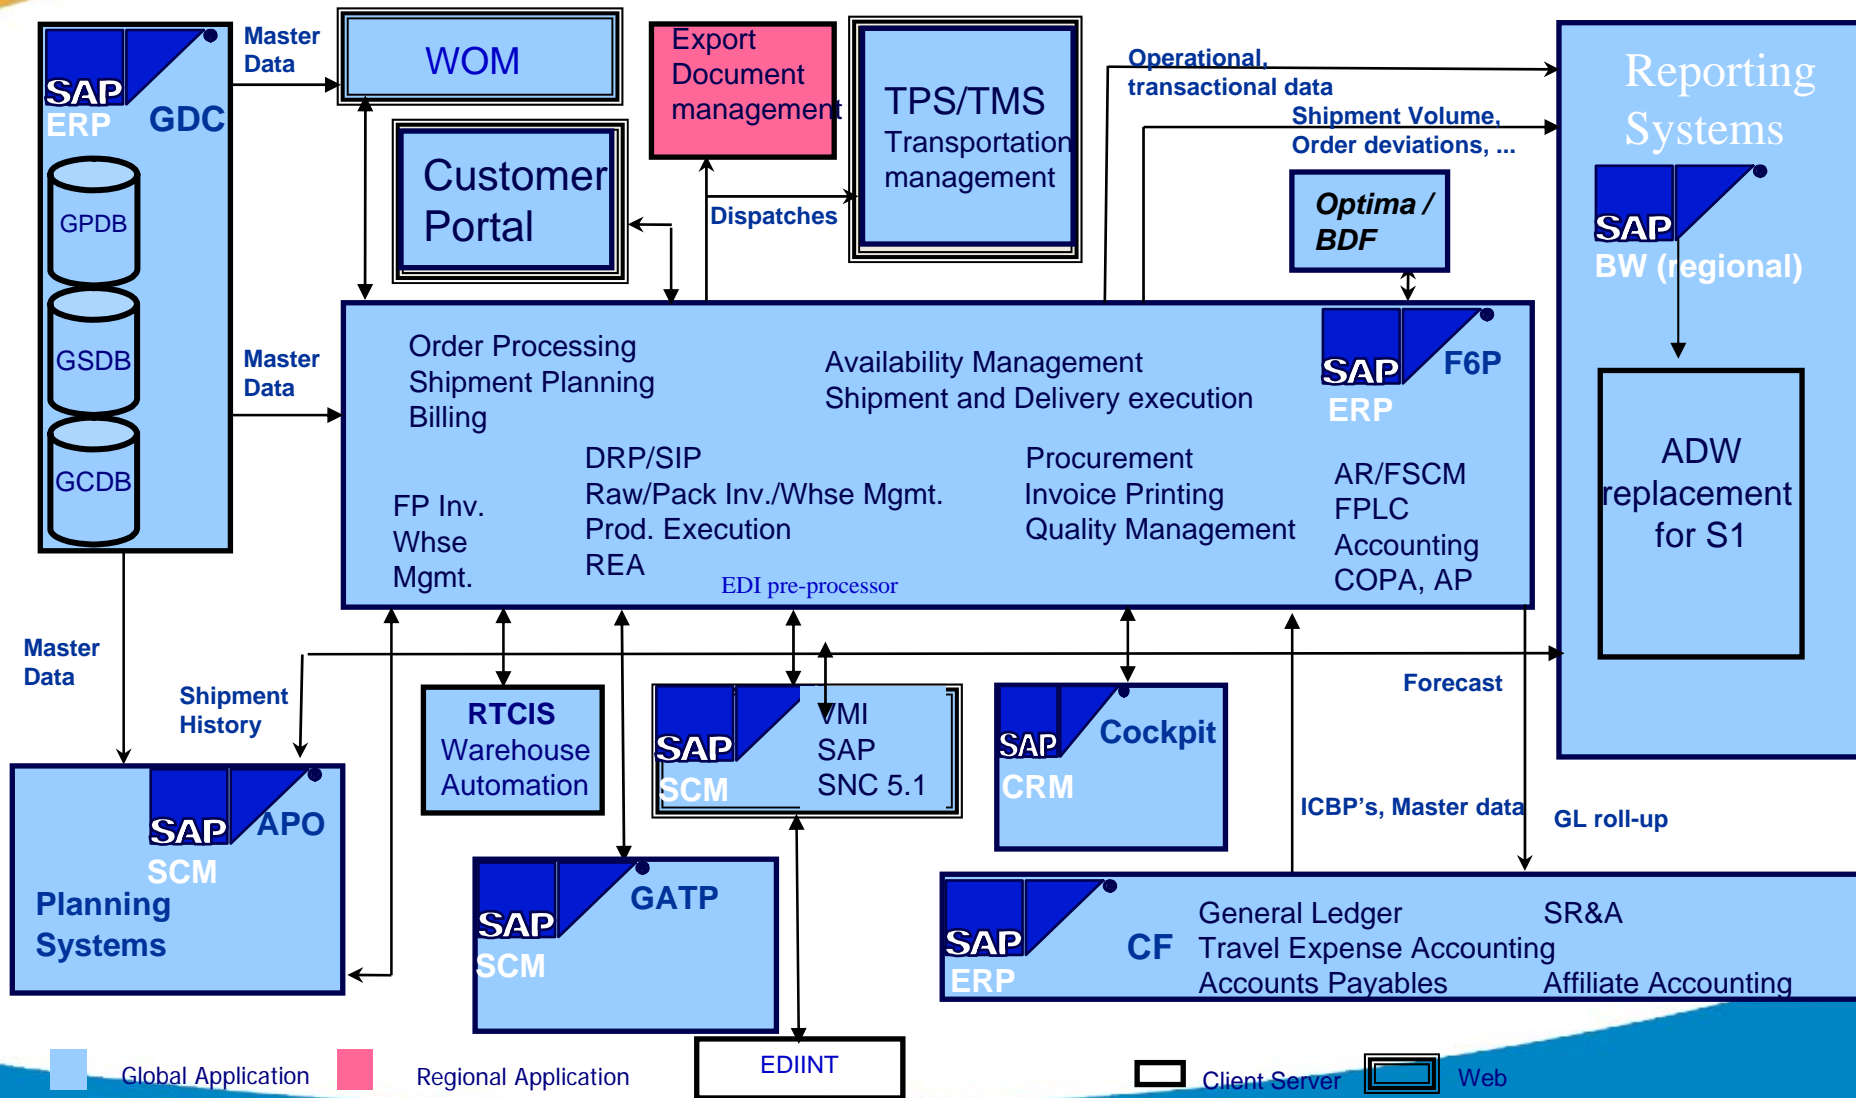 Master
Data
SAP
ERP
GDC
GPDB
GSDB
GCDB
WOM
Customer
Portal
Export
Document
management
TPS/TMS
Transportation
management
Dispatches
Operational,
transactional data
Shipment Volume,
Order deviations, ...
Optima /
BDF
Reporting
Systems
SAP
BW (regional)
ADW
replacement
for S1
Master
Data
Order Processing
Shipment Planning
Billing
Availability Management
Shipment and Delivery execution
SAP
F6P
ERP
FP Inv.
Whse
Mgmt.
DRP/SIP
Raw/Pack Inv./Whse Mgmt.
Prod. Execution
REA
EDI pre-processor
Procurement
Invoice Printing
Quality Management
AR/FSCM
FPLC
Accounting
COPA, AP
Master
Data
Shipment
History
Forecast
SAP
APO
SCM
Planning
Systems
RTCIS
Warehouse
Automation
SAP
SCM
VMI
SAP
SNC 5.1
SAP
Cockpit
CRM
ICBP's, Master data
GL roll-up
SAP
GATP
SCM
SAP
ERP
CF
General Ledger
SR&A
Travel Expense Accounting
Accounts Payables
Affiliate Accounting
EDIINT
Global Application
Regional Application
Client Server
Web